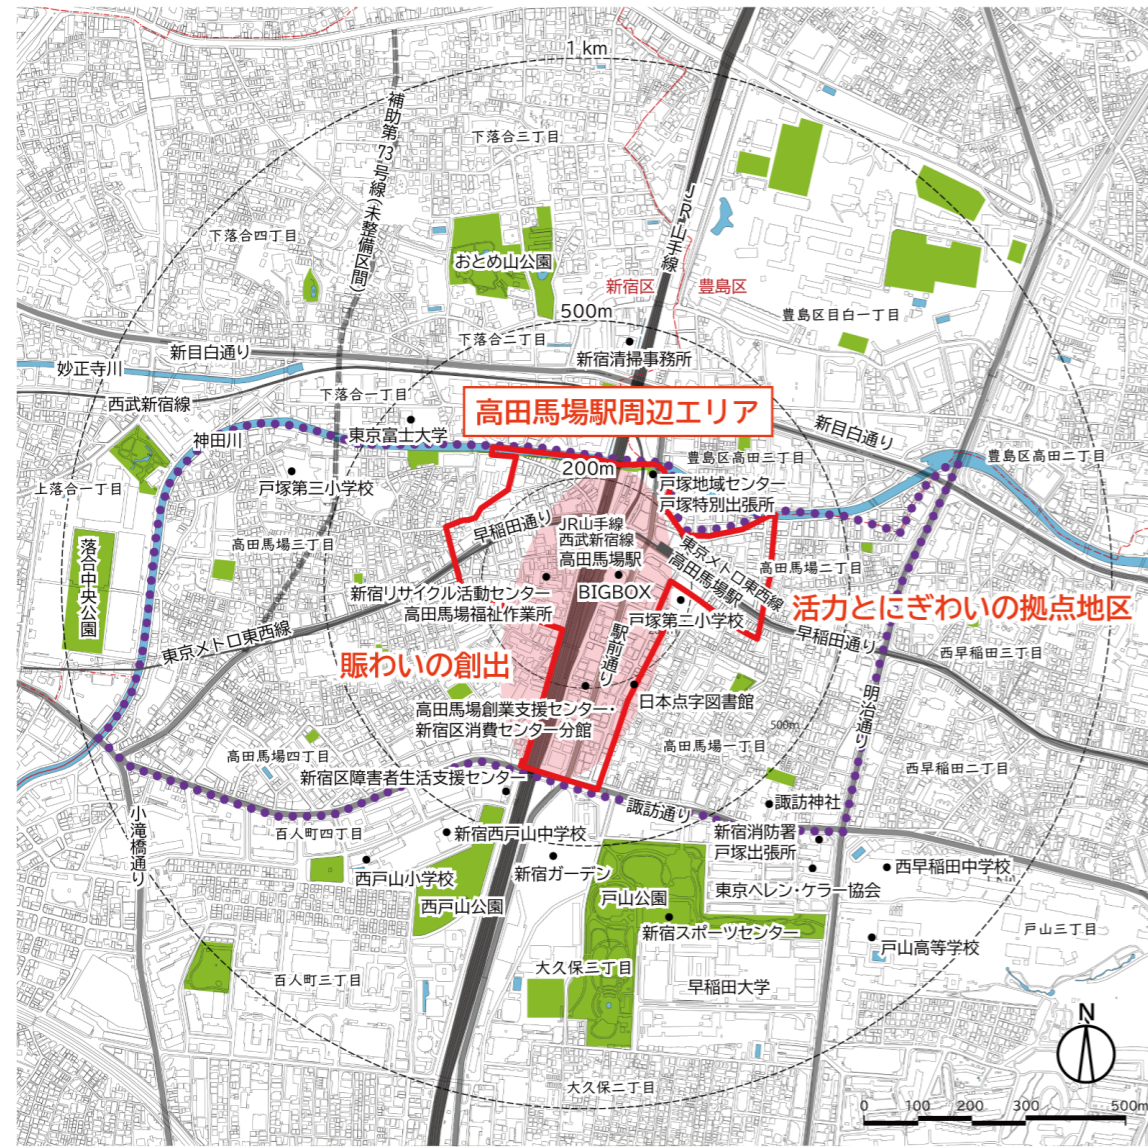 1 km
補助第73号線(未整備区間)
下落合三丁目
JR山手線
下落合四丁目
おとめ山公園
新宿区
豊島区
豊島区目白一丁目
500m
下落合二丁目
新宿清掃事務所
新目白通り
妙正寺川
西武新宿線
下落合一丁目
高田馬場駅周辺エリア
新目白通り
神田川
東京富士大学
豊島区高田三丁目
豊島区高田二丁目
200m
上落合一丁目
戸塚第三小学校
戸塚地域センター
戸塚特別出張所
早稲田通り
JR山手線
西武新宿線
高田馬場駅
東京メトロ東西線
高田馬場駅
高田馬場三丁目
高田馬場二丁目
落合中央公園
新宿リサイクル活動センター
高田馬場福祉作業所
BIGBOX
戸塚第二小学校
活力とにぎわいの拠点地区
東京メトロ東西線
駅前通り
早稲田通り
西早稲田三丁目
賑わいの創出
日本点字図書館
明治通り
高田馬場創業支援センター・
新宿区消費センター分館
500m
高田馬場一丁目
高田馬場四丁目
西早稲田二丁目
新宿区障害者生活支援センター
諏訪通り
諏訪神社
小滝橋通り
百人町四丁目
新宿西戸山中学校
新宿消防署
戸塚出張所
西戸山小学校
新宿ガーデン
西早稲田中学校
東京ヘレン・ケラー協会
西戸山公園
戸山公園
新宿スポーツセンター
戸山三丁目
戸山高等学校
百人町三丁目
大久保三丁目
早稲田大学
N
大久保二丁目
0 100 200 300 500m